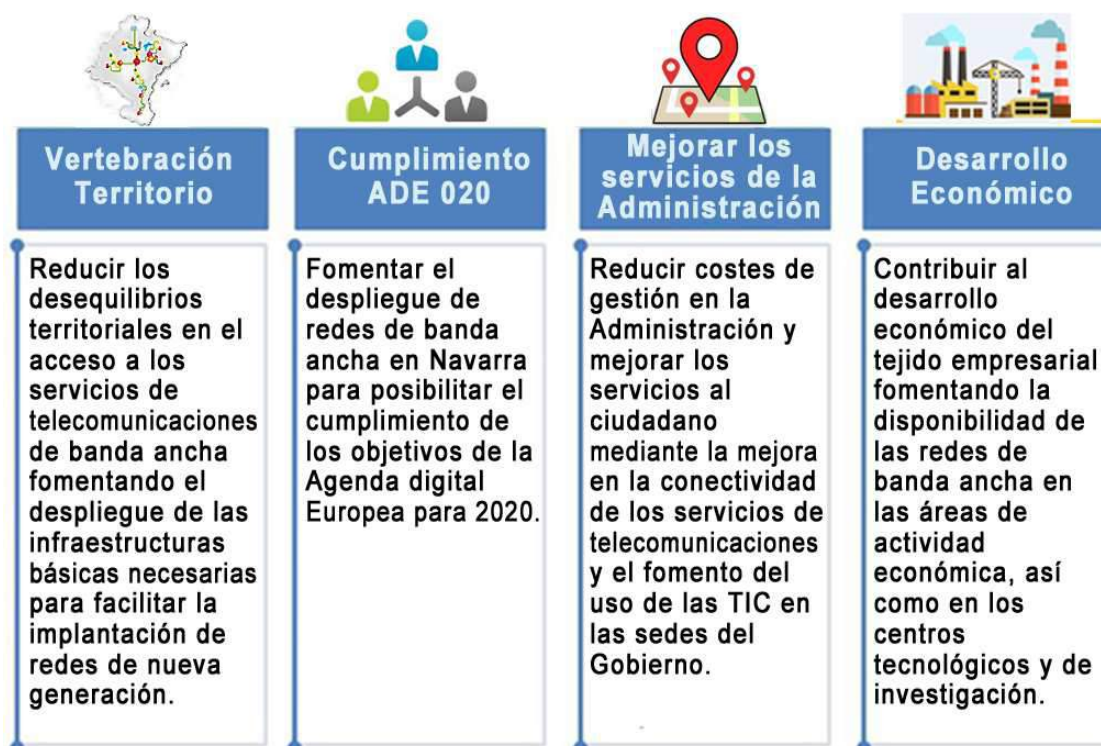 Vertebración
Territorio
Reducir los
desequilibrios
territoriales en el
acceso a los
servicios de
telecomunicaciones
de banda ancha
fomentando el
despliegue de las
infraestructuras
básicas necesarias
para facilitar la
implantación de
redes de nueva
generación.
Cumplimiento
ADE 020
Fomentar el
despliegue de
redes de banda
ancha en Navarra
para posibilitar el
cumplimiento de
los objetivos de la
Agenda digital
Europea para 2020.
Mejorar los
servicios de la
Administración
Reducir costes de
gestión en la
Administración y
mejorar los
servicios al
ciudadano
mediante la mejora
en la conectividad
de los servicios de
telecomunicaciones
y el fomento del
uso de las TIC en
las sedes del
Gobierno.
Desarrollo
Económico
Contribuir al
desarrollo
económico del
tejido empresarial
fomentando la
disponibilidad de
las redes de
banda ancha en
las áreas de
actividad
económica, así
como en los
centros
tecnológicos y de
investigación.